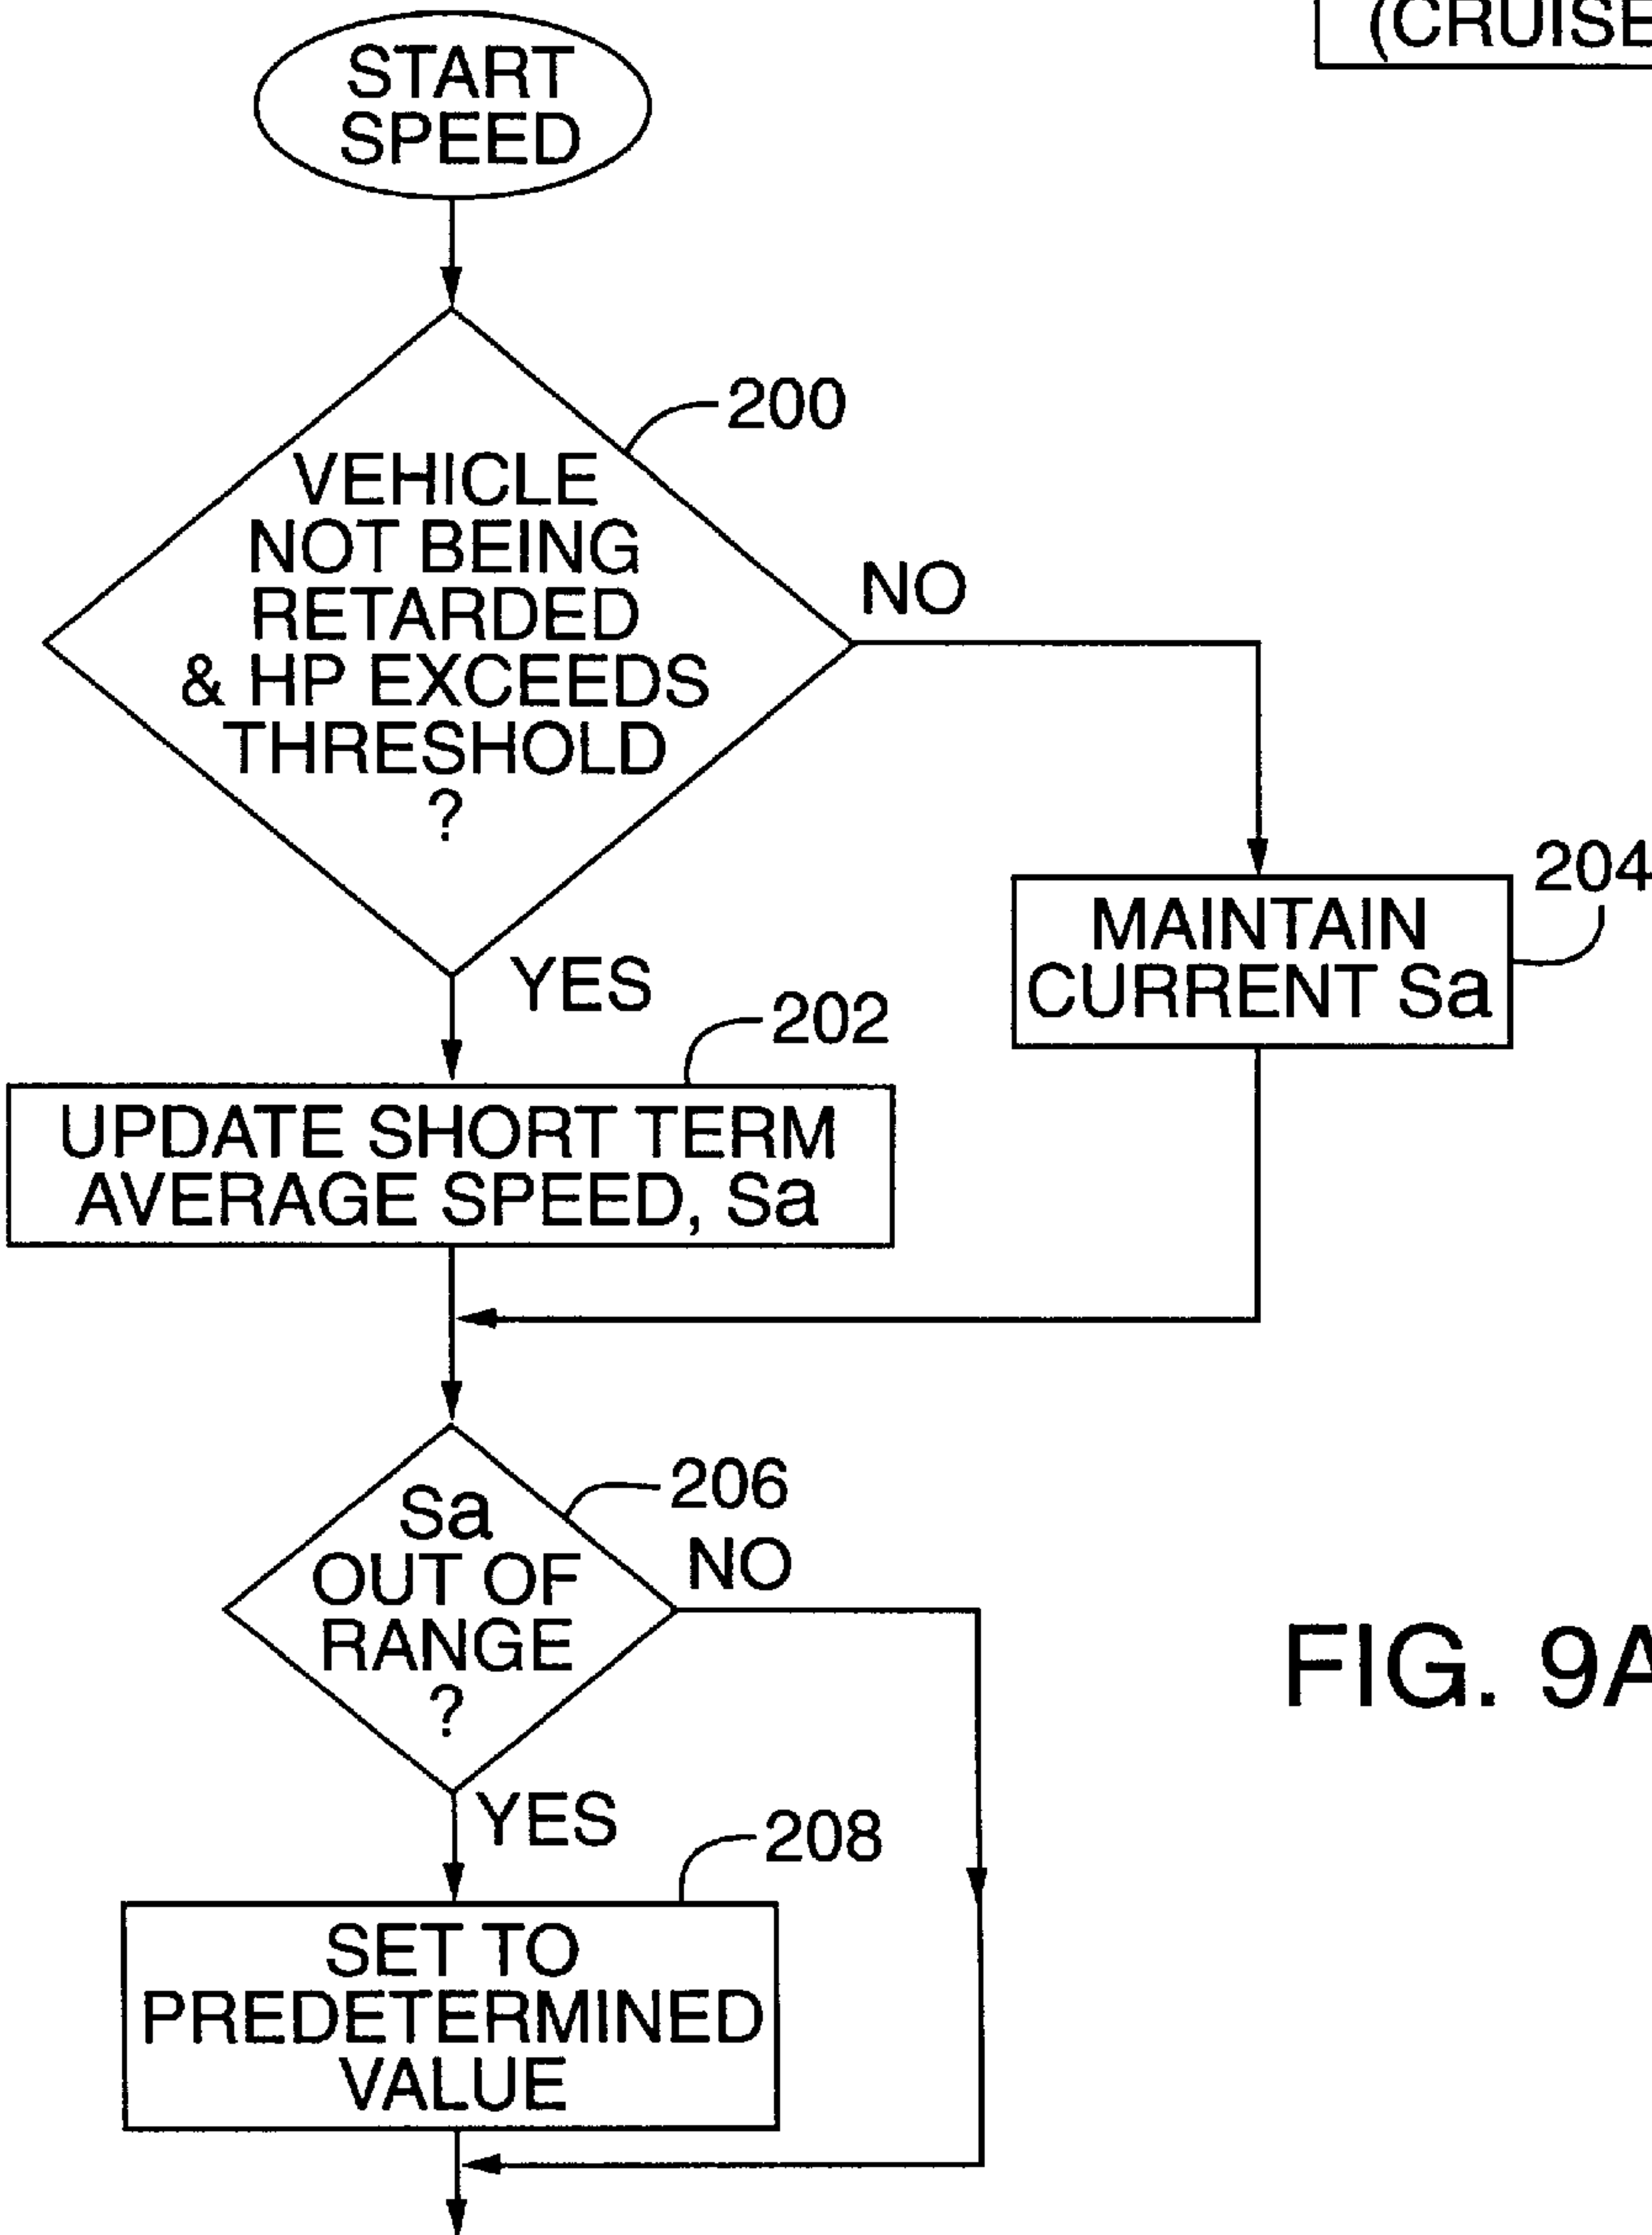 (CRUISE
START
SPEED
200
VEHICLE
NOT BEING
RETARDED
& HP EXCEEDS
THRESHOLD
?
NO
YES
204
MAINTAIN
CURRENT Sa
202
UPDATE SHORT TERM
AVERAGE SPEED, Sa
206
Sa
OUT OF
RANGE
?
NO
FIG. 9A
YES
208
SET TO
PREDETERMINED
VALUE